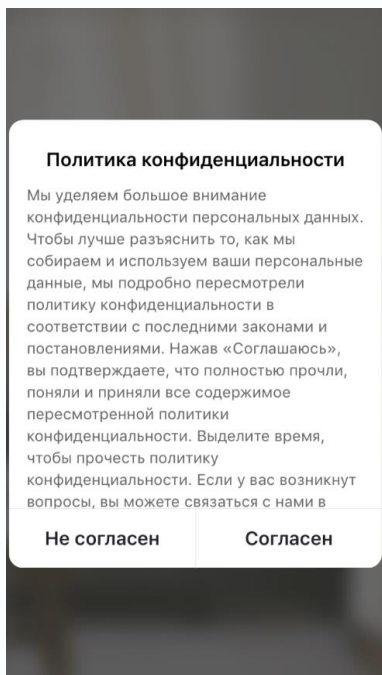 Политика конфиденциальности
Мы уделяем большое внимание
конфиденциальности персональных данных.
Чтобы лучше разъяснить то, как мы
собираем и используем ваши персональные
данные, мы подробно пересмотрели
политику конфиденциальности в
соответствии с последними законами и
постановлениями. Нажав «Соглашаюсь»,
вы подтверждаете, что полностью прочли,
поняли и приняли все содержимое
пересмотренной политики
конфиденциальности. Выделите время,
чтобы прочесть политику
конфиденциальности. Если у вас возникнут
вопросы, вы можете связаться с нами в
Не согласен
Согласен